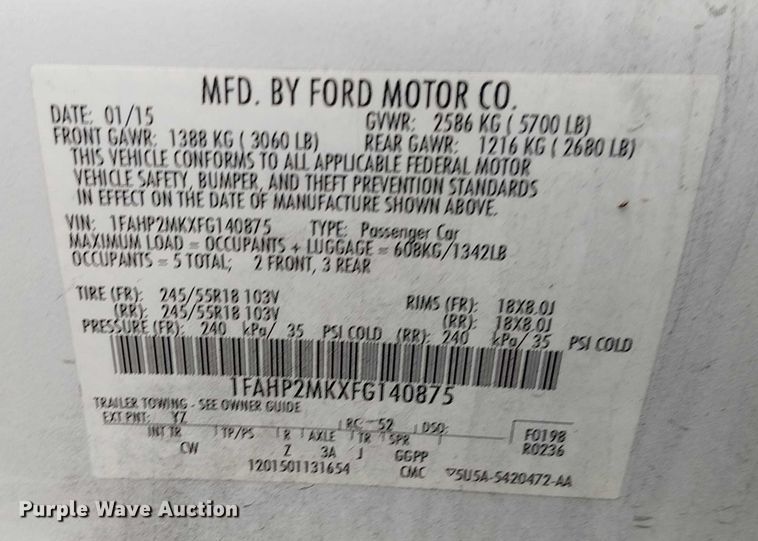 MFD. BY FORD MOTOR CO.
DATE: 01/15 GVWR: 2586 KG ( 5700 LB)
FRONT GAWR: 1388 KG ( 3060 LB) REAR GAWR: 1216 KG ( 2680 LB)
THIS VEHICLE CONFORMS TO ALL APPLICABLE FEDERAL MOTOR
VEHICLE SAFETY, BUMPER, AND THEFT PREVENTION STANDARDS
IN EFFECT ON THE DATE OF MANUFACTURE SHOWN ABOVE.
VIN: 1FAHP2MKXFG140875 TYPE: Passenger Car
MAXIMUM LOAD = OCCUPANTS + LUGGAGE = 608KG/1342LB
OCCUPANTS = 5 TOTAL; 2 FRONT, 3 REAR
TIRE (FR): 245/55R18 103V RIMS (FR): 18X8.0J
(RR): 245/55R18 103V (RR): 18X8.0J
PRESSURE (FR): 240 kPa/ 35 PSI COLD (RR): 240 kPa/ 35 PSI COLD
1FAHP2MKXFG140875
TRAILER TOWING - SEE OWNER GUIDE
EXT PNT: YZ RC: 52 DSO: F0198
INT TR TP/PS R AXLE TR SPR R0236
CW Z 3A J GGPP
1201501131654 CMC ▽5U5A-5420472-AA
Purple Wave Auction